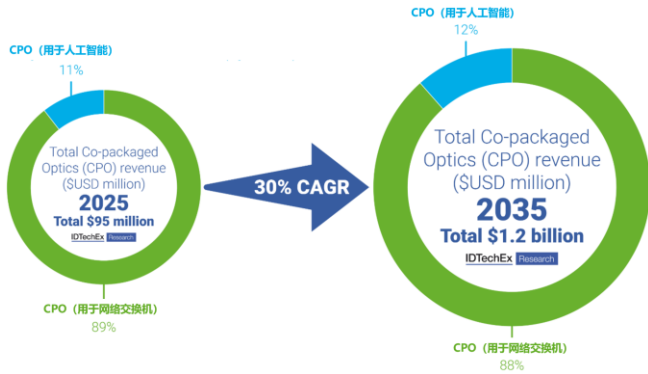 CPO（用于人工智能）
11%
Total Co-packaged
Optics (CPO) revenue
($USD million)
2025
Total $95 million
IDTechEx Research
CPO（用于网络交换机）
89%
30% CAGR
CPO（用于人工智能）
12%
Total Co-packaged
Optics (CPO) revenue
($USD million)
2035
Total $1.2 billion
IDTechEx Research
CPO（用于网络交换机）
88%